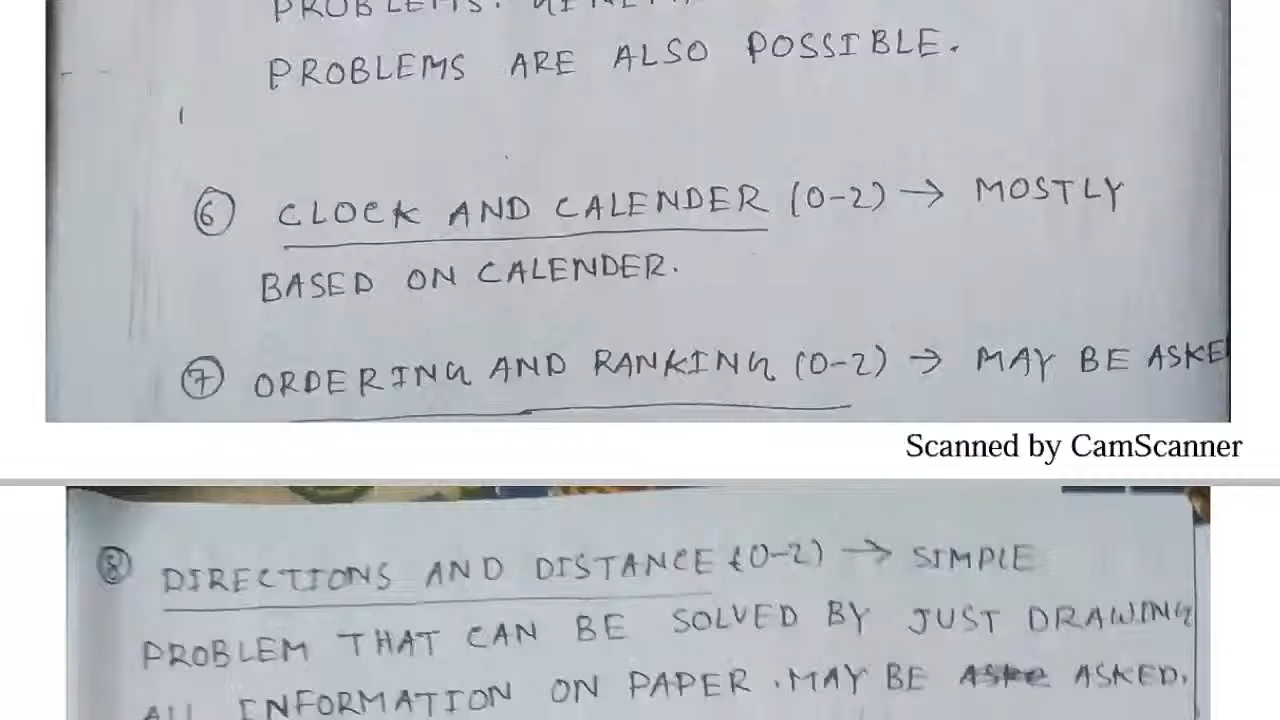 PROBLEMS.
PROBLEMS ARE ALSO POSSIBLE.
⑥ CLOCK AND CALENDER (0-2) → MOSTLY
BASED ON CALENDER.
⑦ ORDERING AND RANKING (0-2) → MAY BE ASKE
Scanned by CamScanner
⑧ DIRECTIONS AND DISTANCE (0-2) → SIMPLE
PROBLEM THAT CAN BE SOLVED BY JUST DRAWING
ALL INFORMATION ON PAPER. MAY BE ASKED.